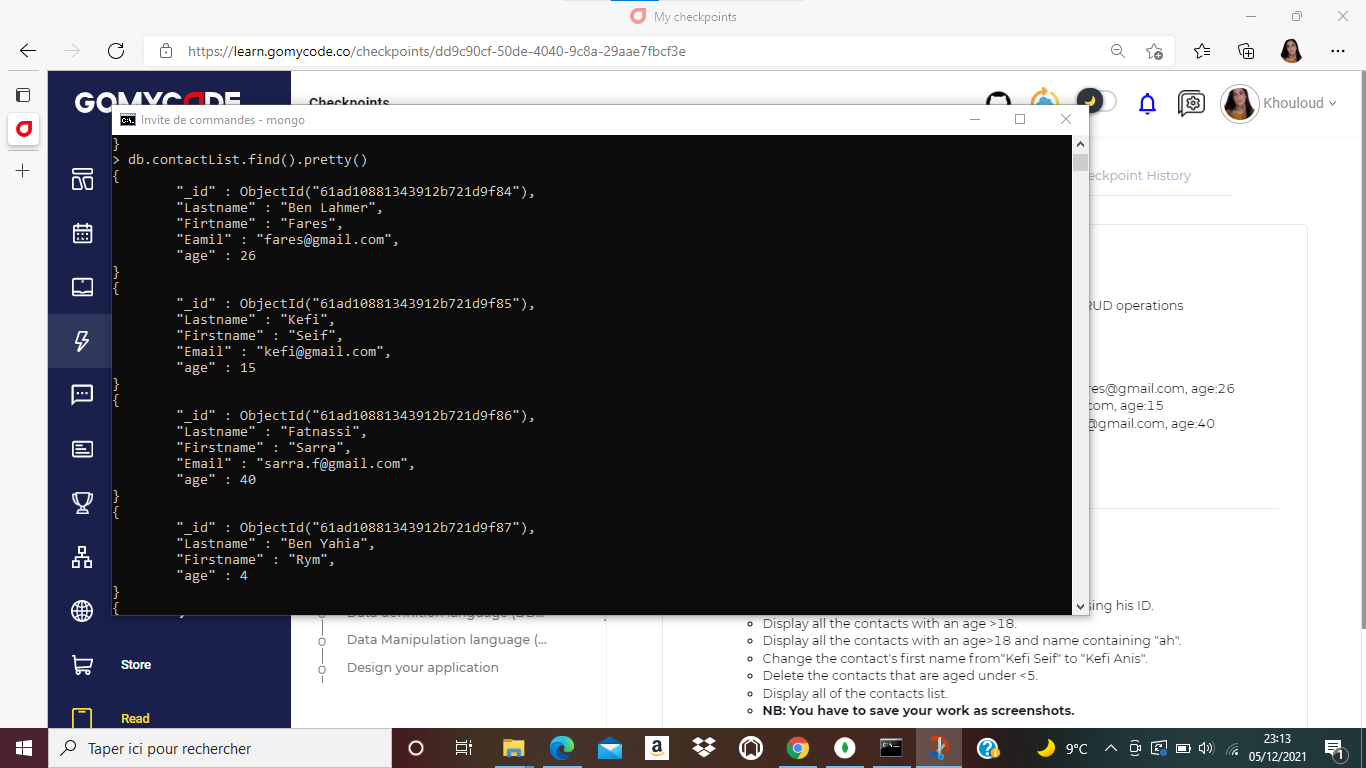 My checkpoints
https://learn.gomycode.co/checkpoints/dd9c90cf-50de-4040-9c8a-29aae7fbcf3e
GOMYCODE
Checkpoints
Khouloud
Invite de commandes - mongo
}
> db.contactList.find().pretty()
{
"_id" : ObjectId("61ad10881343912b721d9f84"),
"Lastname" : "Ben Lahmer",
"Firtname" : "Fares",
"Eamil" : "fares@gmail.com",
"age" : 26
}
{
"_id" : ObjectId("61ad10881343912b721d9f85"),
"Lastname" : "Kefi",
"Firstname" : "Seif",
"Email" : "kefi@gmail.com",
"age" : 15
}
{
"_id" : ObjectId("61ad10881343912b721d9f86"),
"Lastname" : "Fatnassi",
"Firstname" : "Sarra",
"Email" : "sarra.f@gmail.com",
"age" : 40
}
{
"_id" : ObjectId("61ad10881343912b721d9f87"),
"Lastname" : "Ben Yahia",
"Firstname" : "Rym",
"age" : 4
}
{
eckpoint History
RUD operations
res@gmail.com, age:26
com, age:15
@gmail.com, age:40
Data Manipulation language (...
Design your application
Store
Read
sing his ID.
Display all the contacts with an age >18.
Display all the contacts with an age>18 and name containing "ah".
Change the contact's first name from"Kefi Seif" to "Kefi Anis".
Delete the contacts that are aged under <5.
Display all of the contacts list.
NB: You have to save your work as screenshots.
Taper ici pour rechercher
9°C
23:13
05/12/2021
1